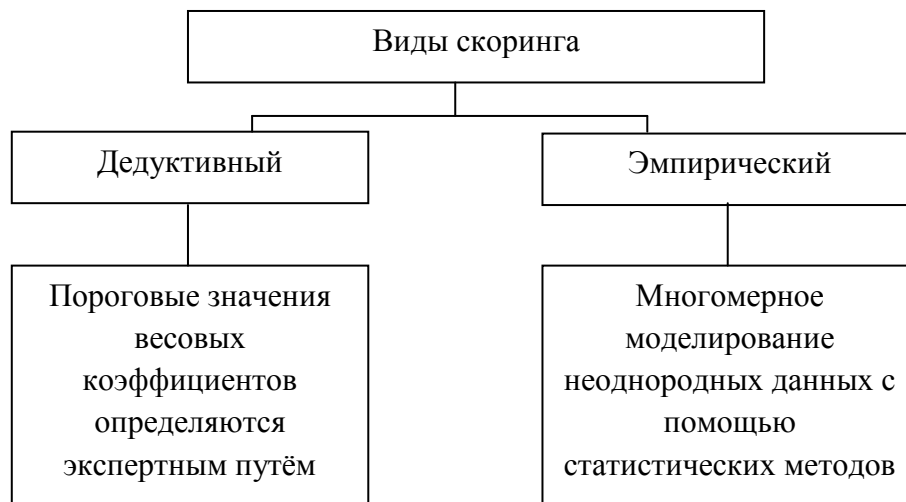 Виды скоринга
Дедуктивный
Эмпирический
Пороговые значения
весовых
коэффициентов
определяются
экспертным путём
Многомерное
моделирование
неоднородных данных с
помощью
статистических методов